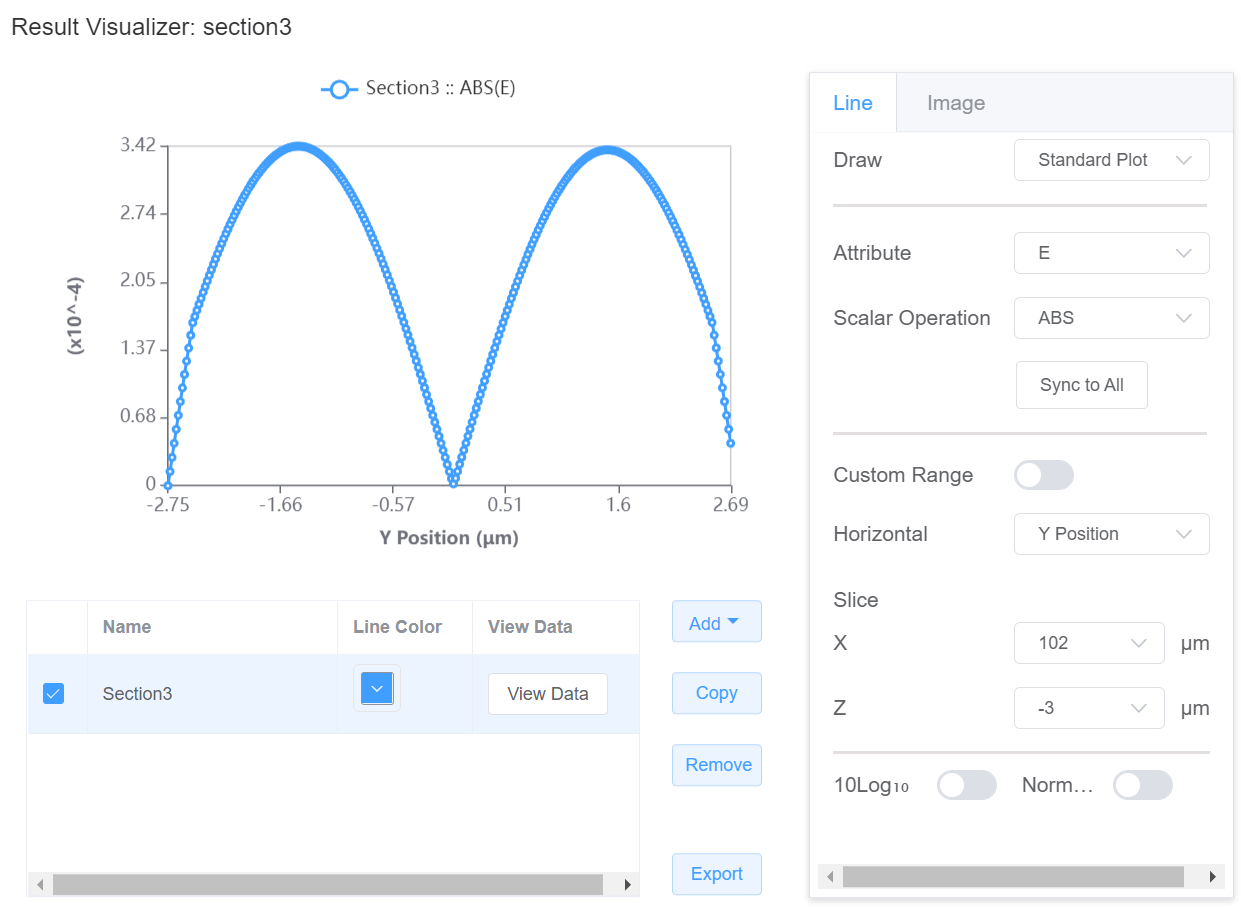 Result Visualizer: section3
Section3 :: ABS(E)
3.42
2.74
2.05
1.37
0.68
0
(x10^-4)
-2.75 -1.66 -0.57 0.51 1.6 2.69
Y Position (μm)
Name Line Color View Data
Section3 View Data
Add
Copy
Remove
Export
Line Image
Draw Standard Plot
Attribute E
Scalar Operation ABS
Sync to All
Custom Range
Horizontal Y Position
Slice
X 102 μm
Z -3 μm
10Log₁₀ Norm...